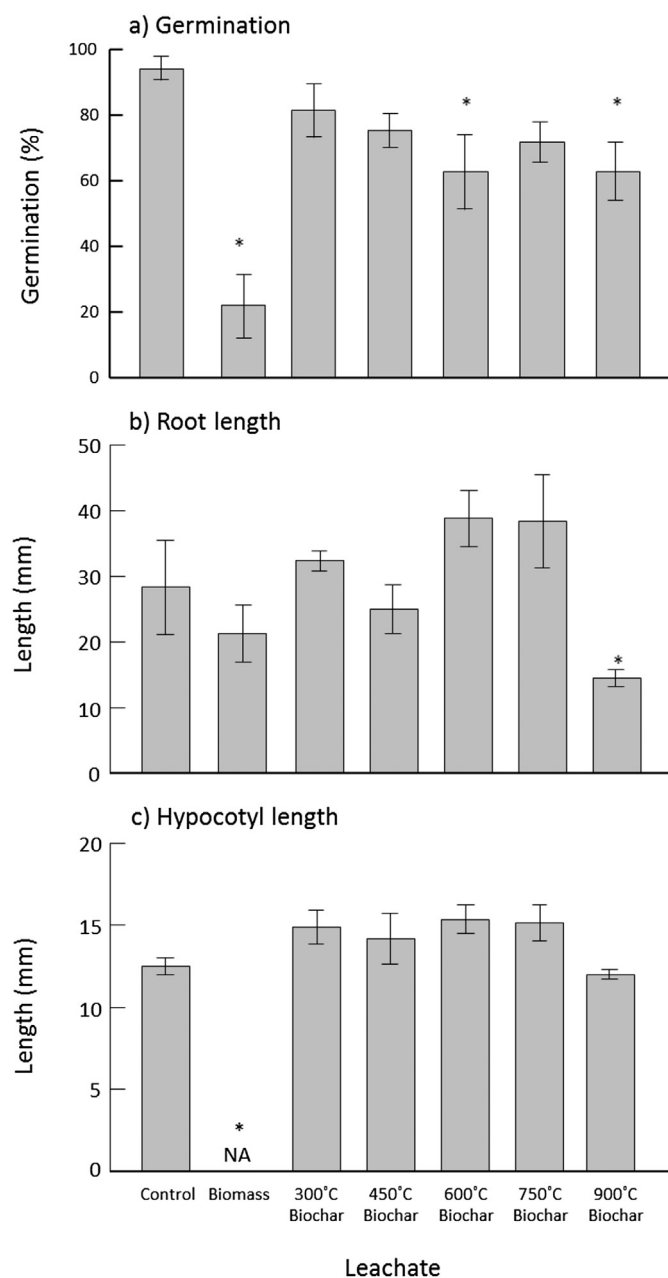 a) Germination
Germination (%)
100
80
60
40
20
0
*
*
*
b) Root length
Length (mm)
50
40
30
20
10
0
*
c) Hypocotyl length
Length (mm)
20
15
10
5
0
*
NA
Control Biomass 300°C Biochar 450°C Biochar 600°C Biochar 750°C Biochar 900°C Biochar
Leachate